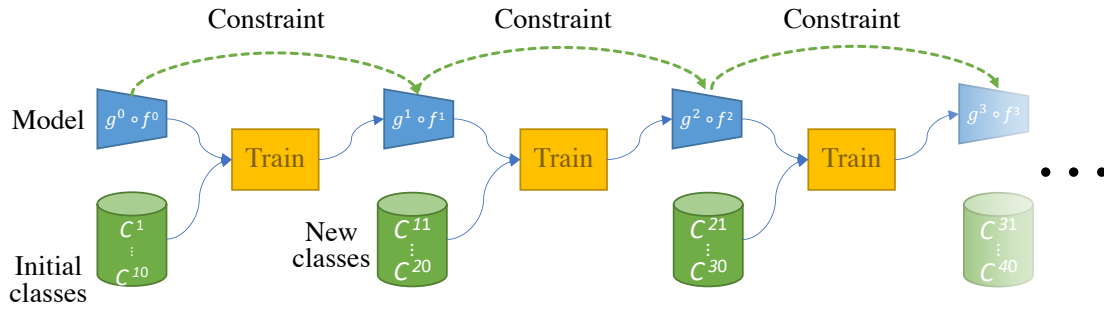 Constraint Constraint Constraint
Model
g⁰ ∘ f⁰
g¹ ∘ f¹
g² ∘ f²
g³ ∘ f³
Train Train Train
Initial
classes
C¹
⋮
C¹⁰
New
classes
C¹¹
⋮
C²⁰
C²¹
⋮
C³⁰
C³¹
⋮
C⁴⁰
• • •